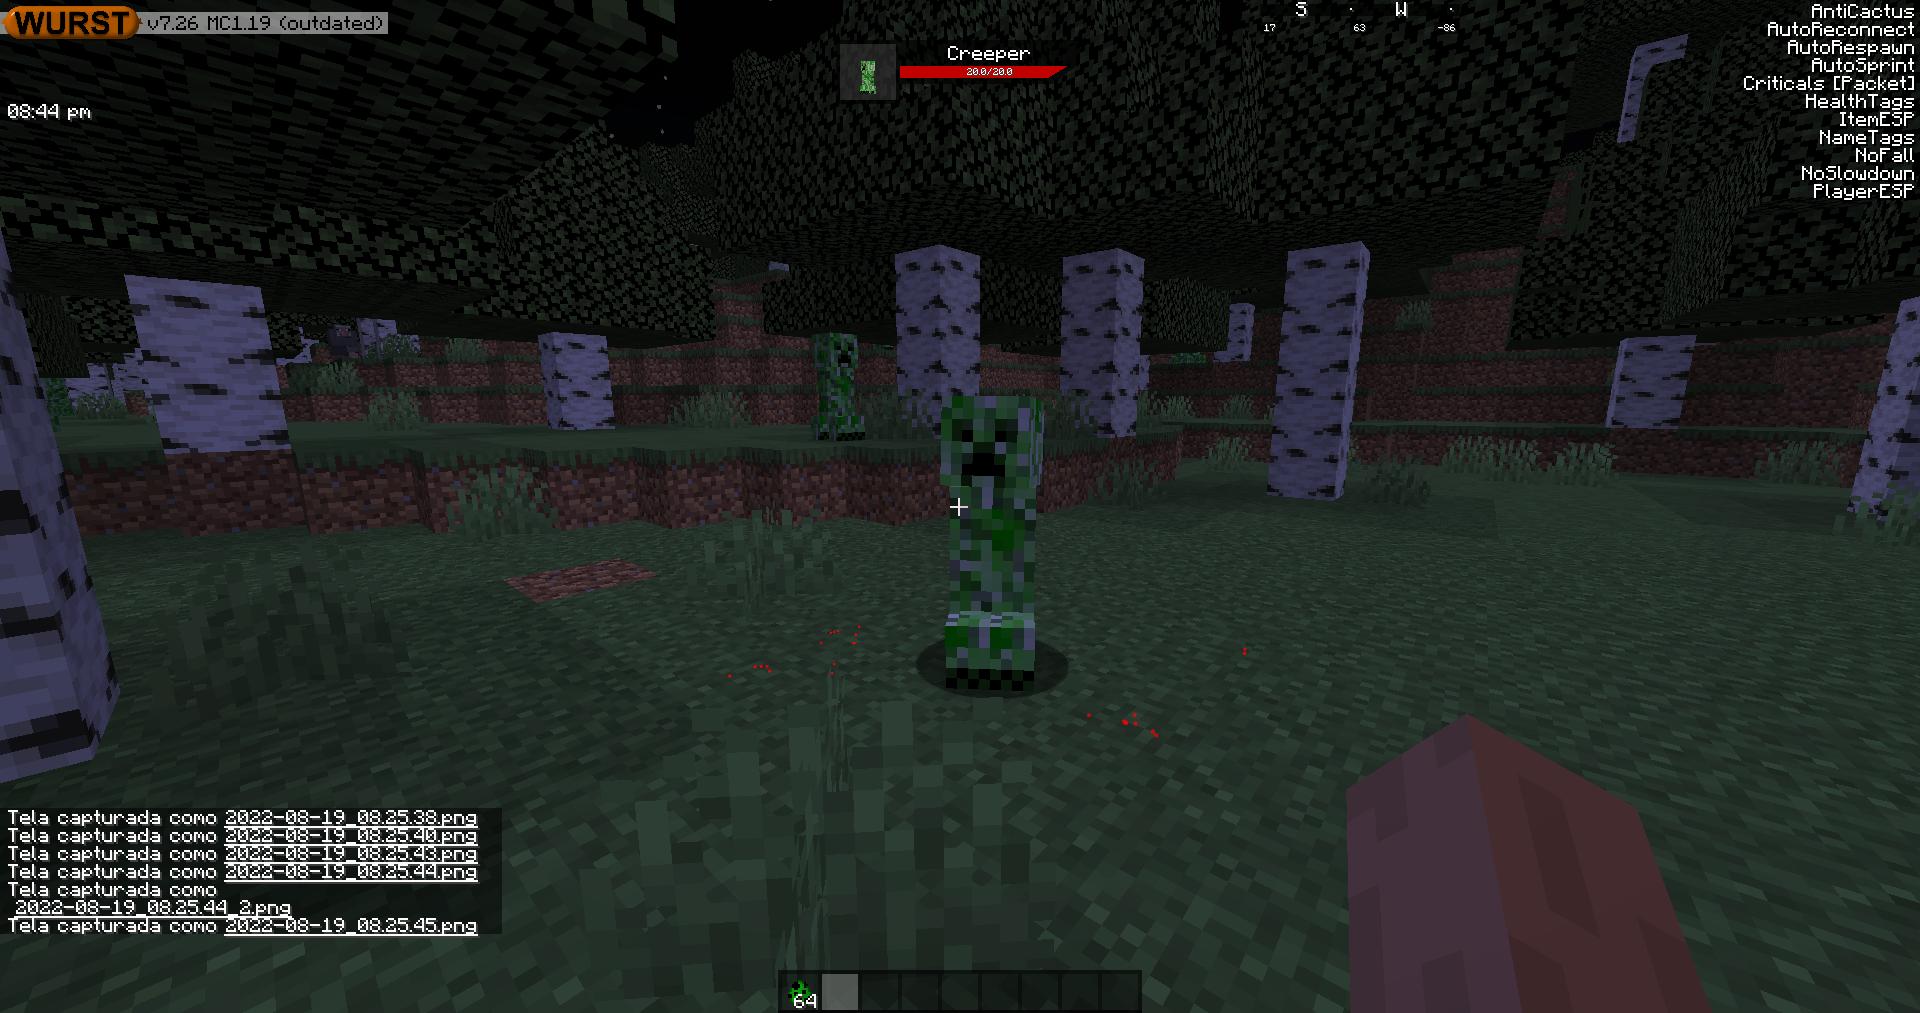 WURST v7.26 MC1.19 (outdated)
08:44 pm
Creeper
20.0/20.0
S W
17 63 -86
AntiCactus
AutoReconnect
AutoRespawn
AutoSprint
Criticals [Packet]
HealthTags
ItemESP
NameTags
NoFall
NoSlowdown
PlayerESP
Tela capturada como 2022-08-19_08.25.38.png
Tela capturada como 2022-08-19_08.25.40.png
Tela capturada como 2022-08-19_08.25.43.png
Tela capturada como 2022-08-19_08.25.44.png
Tela capturada como
2022-08-19_08.25.44_2.png
Tela capturada como 2022-08-19_08.25.45.png
64